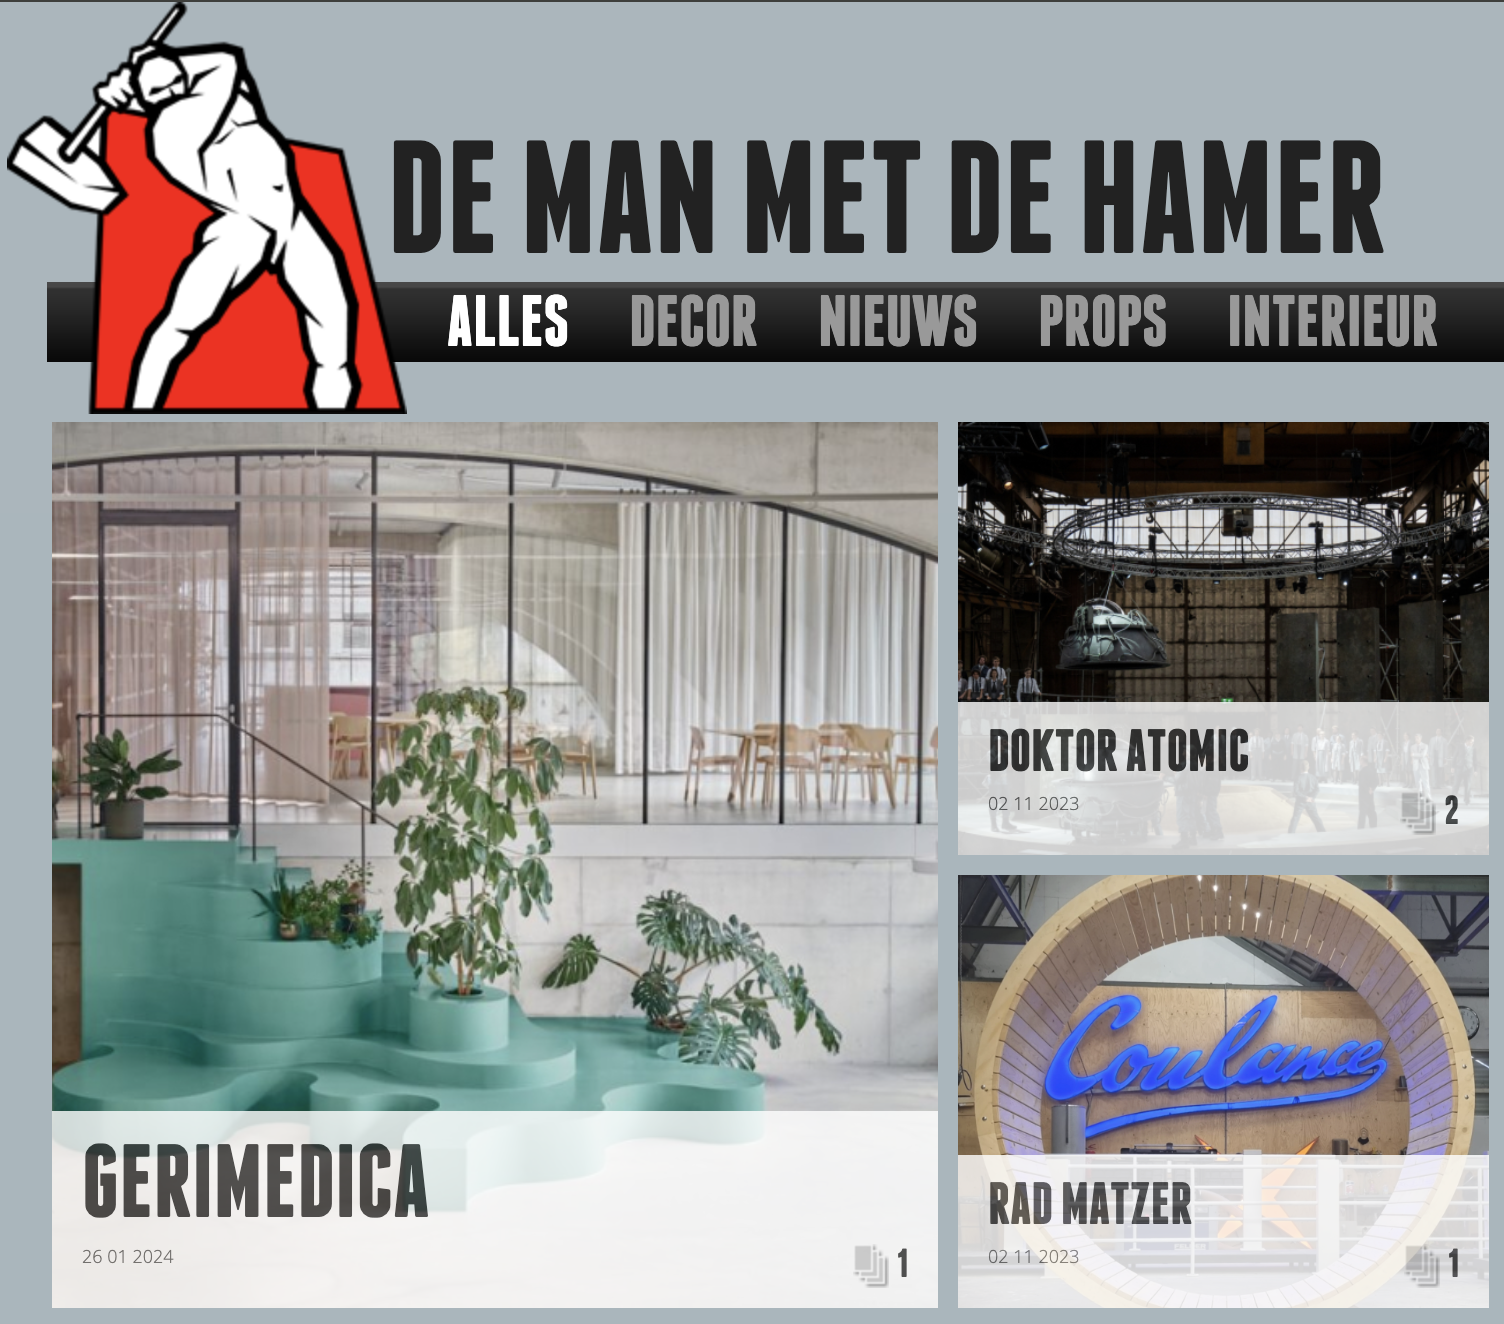 DE MAN MET DE HAMER
ALLES DECOR NIEUWS PROPS INTERIEUR
GERIMEDICA
26 01 2024
1
DOKTOR ATOMIC
02 11 2023
2
Coulance
RAD MATZER
02 11 2023
1